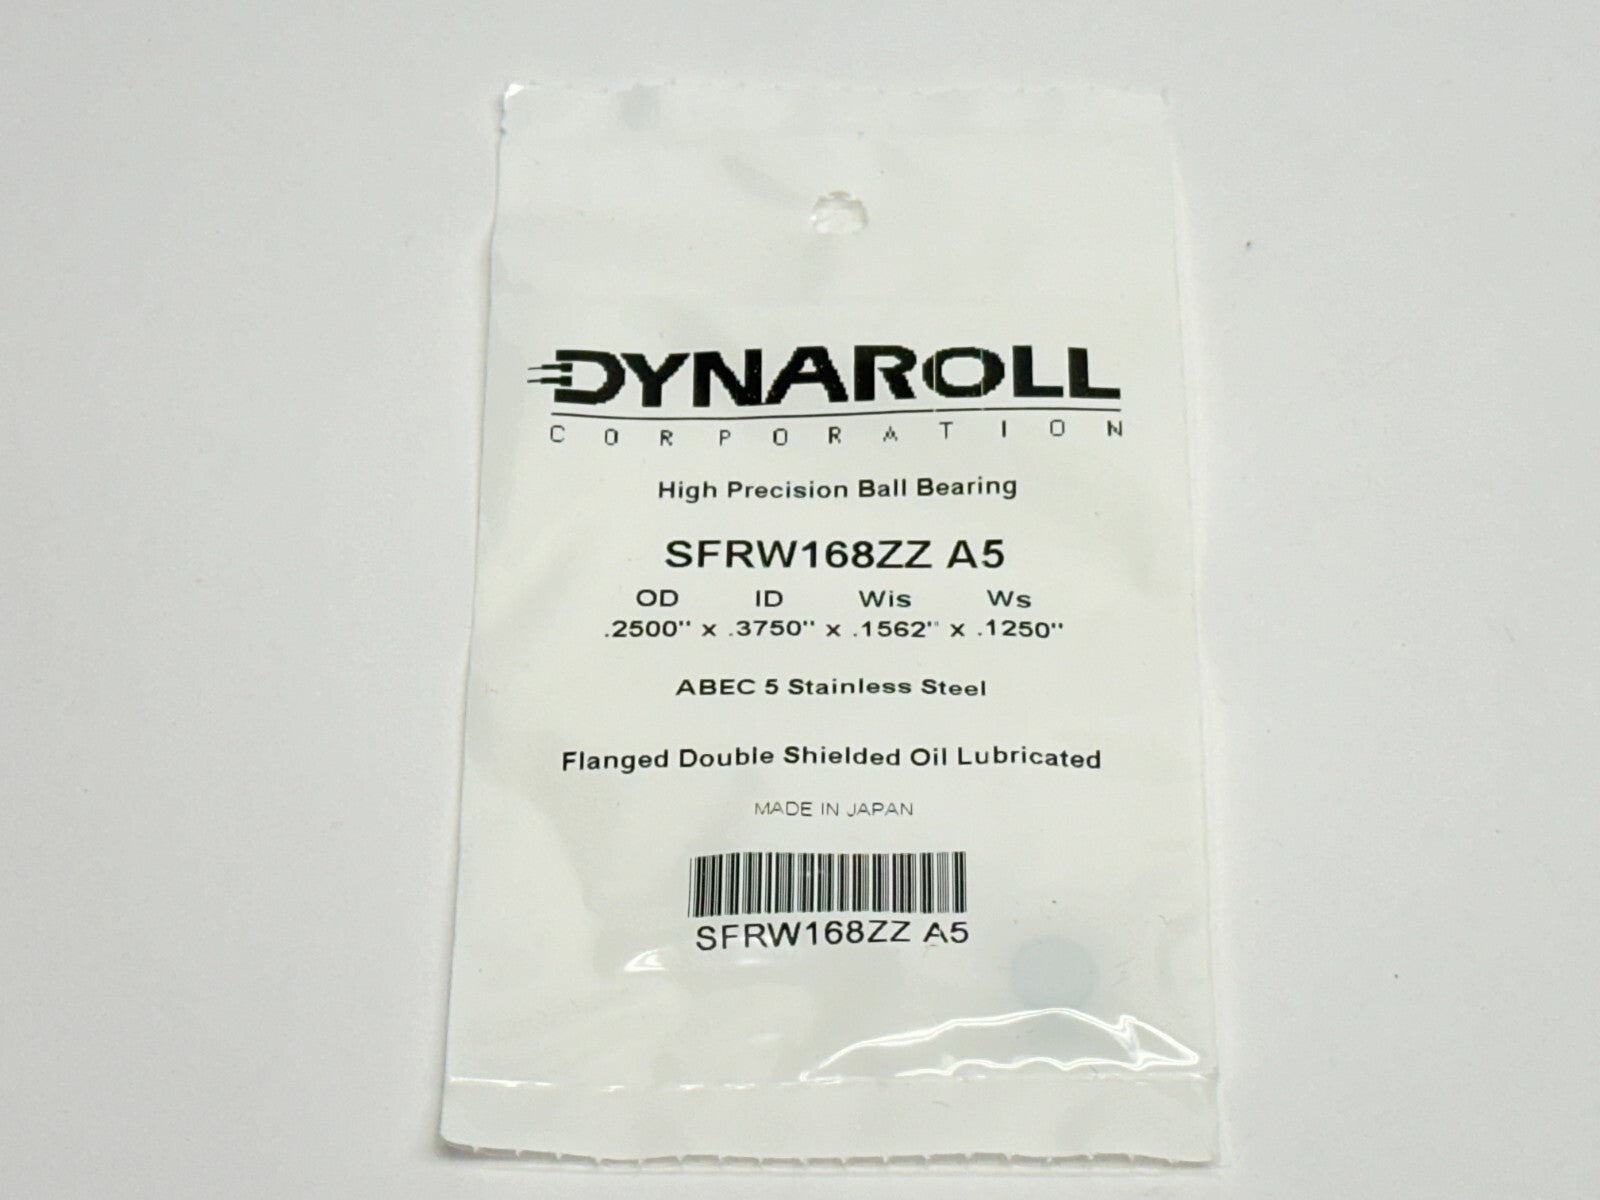 DYNAROLL
CORPORATION
High Precision Ball Bearing
SFRW168ZZ A5
OD ID Wis Ws
.2500" x .3750" x .1562" x .1250"
ABEC 5 Stainless Steel
Flanged Double Shielded Oil Lubricated
MADE IN JAPAN
SFRW168ZZ A5